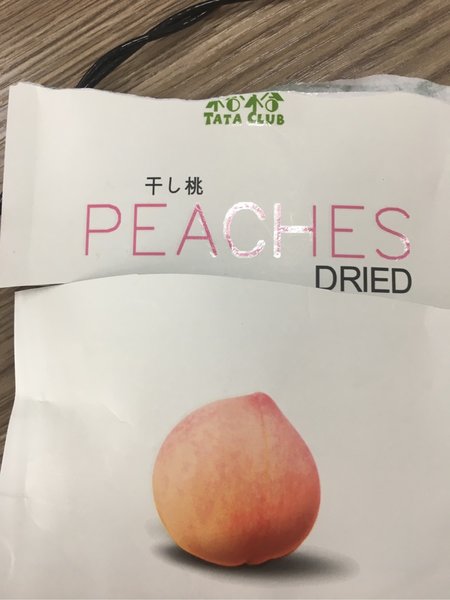 TATA CLUB
干し桃
PEACHES
DRIED